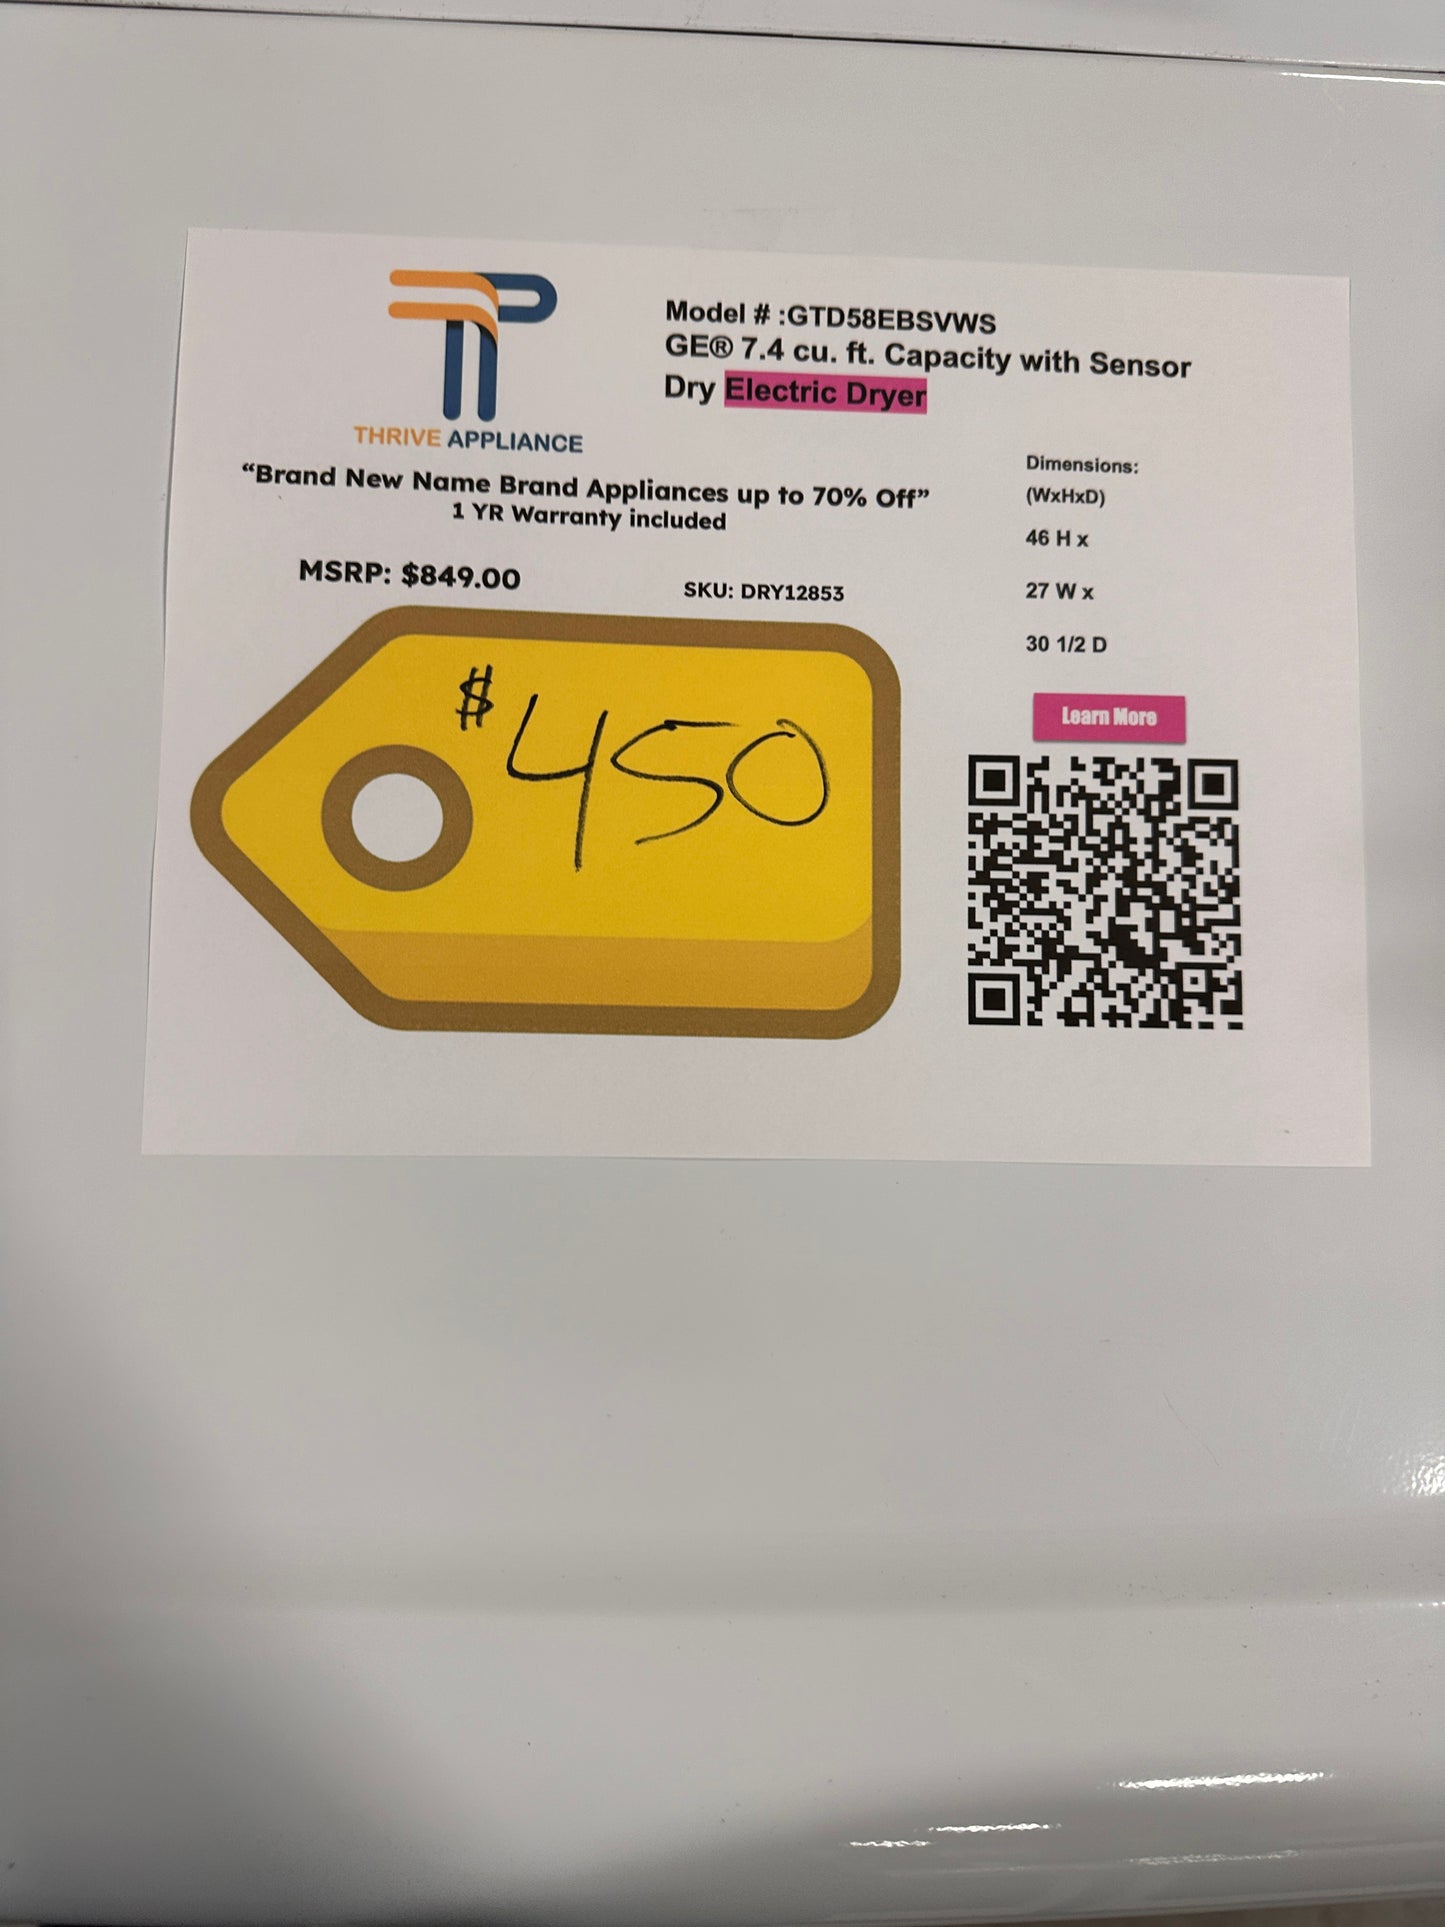 THRIVE APPLIANCE
"Brand New Name Brand Appliances up to 70% Off"
1 YR Warranty included
MSRP: $849.00
SKU: DRY12853
$450
Model # :GTD58EBSVWS
GE® 7.4 cu. ft. Capacity with Sensor
Dry Electric Dryer
Dimensions:
(WxHxD)
46 H x
27 W x
30 1/2 D
Learn More